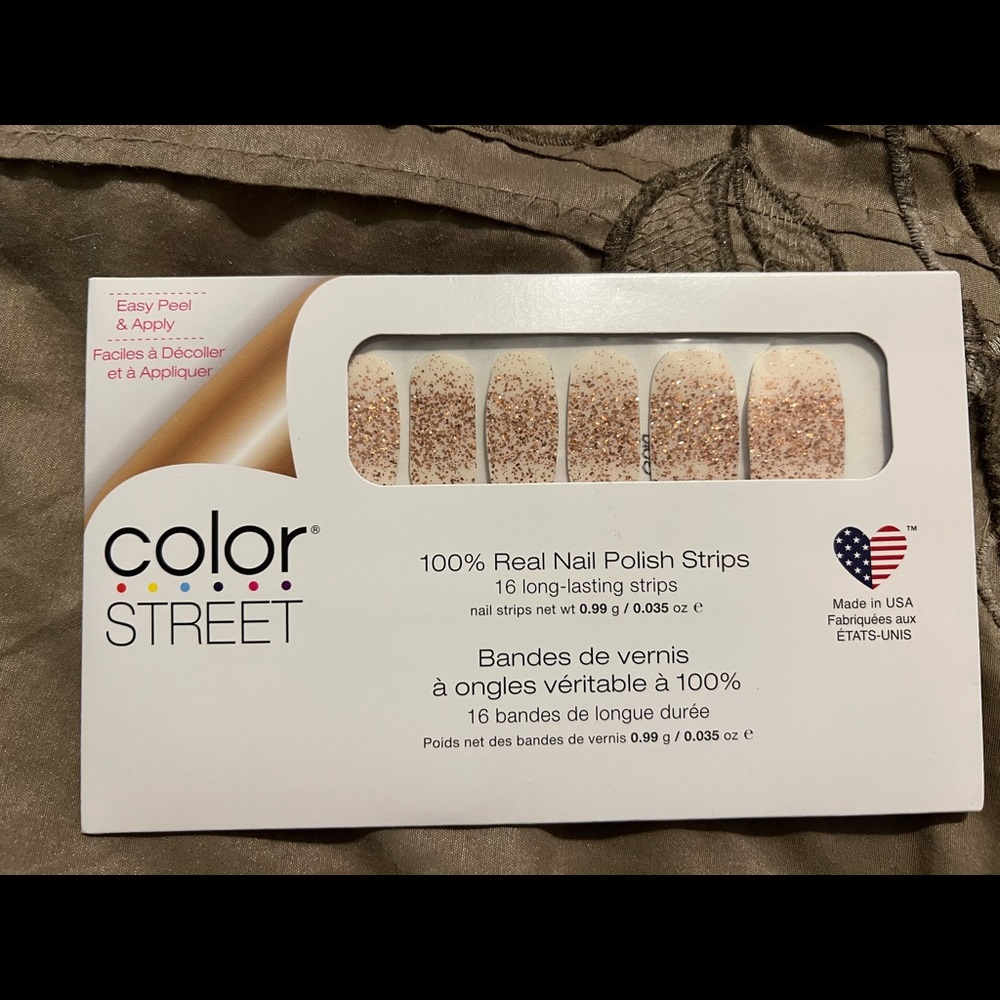 Easy Peel
& Apply
Faciles à Décoller
et à Appliquer
color®
STREET
100% Real Nail Polish Strips
16 long-lasting strips
nail strips net wt 0.99 g / 0.035 oz ℮
Bandes de vernis
à ongles véritable à 100%
16 bandes de longue durée
Poids net des bandes de vernis 0.99 g / 0.035 oz ℮
™
Made in USA
Fabriquées aux
ÉTATS-UNIS